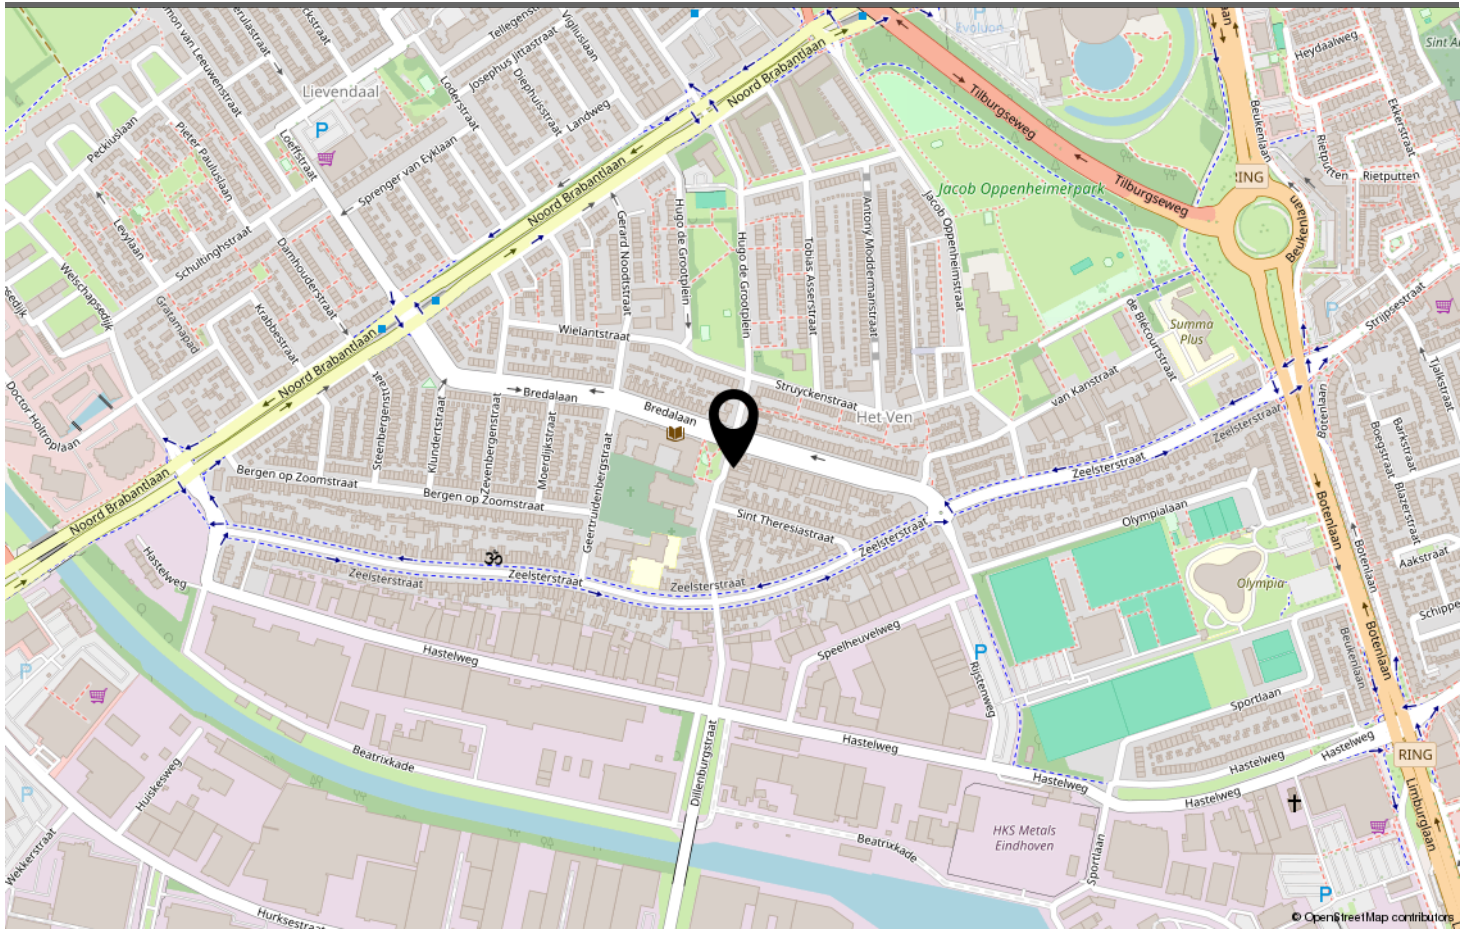 Tellegenstraat
Josephus Jittastraat
Vigliuslaan
Diephuisstraat
Landweg
Lievendaal
Loderstraat
P
Loeffstraat
Peckiuslaan
Pieter Pauluslaan
Levylaan
Sprenger van Eyklaan
Schultinghstraat
Damhouderstraat
Welschapsedijk
Gratamapad
Krabbestraat
Doctor Holtroplaan
Noord Brabantlaan
Noord Brabantlaan
Noord Brabantlaan
Noord Brabantlaan
Evoluon
P
Tilburgseweg
Tilburgseweg
Beukenlaan
Beukenlaan
RING
Heydaalweg
Ekkerstraat
Rietputten
Rietputten
Jacob Oppenheimerpark
Jacob Oppenheimstraat
Gerard Noodtstraat
Hugo de Grootplein
Hugo de Grootplein
Tobias Asserstraat
Antony Moddermanstraat
Wielantstraat
Struyckenstraat
Het Ven
van Kanstraat
de Blécourtstraat
Summa
Plus
P
Strijpsestraat
Tjalkstraat
Barkstraat
Boegstraat
Blazerstraat
Aakstraat
Botenlaan
Botenlaan
Botenlaan
Botenlaan
Bredalaan
Bredalaan
Steenbergenstraat
Klundertstraat
Zevenbergenstraat
Moerdijkstraat
Geertruidenbergstraat
Bergen op Zoomstraat
Bergen op Zoomstraat
Sint Theresiastraat
Zeelsterstraat
Zeelsterstraat
Zeelsterstraat
Zeelsterstraat
Zeelsterstraat
Zeelsterstraat
ॐ
Olympialaan
Olympia
Beukenlaan
Sportlaan
Sportlaan
Speelheuvelweg
P
Rijstenweg
Hastelweg
Hastelweg
Hastelweg
Hastelweg
Hastelweg
Hastelweg
Hastelweg
RING
Limburglaan
Dillenburgstraat
Beatrixkade
Beatrixkade
HKS Metals
Eindhoven
P
P
P
Huiskesweg
Wekkerstraat
Hurksestraat
© OpenStreetMap contributors